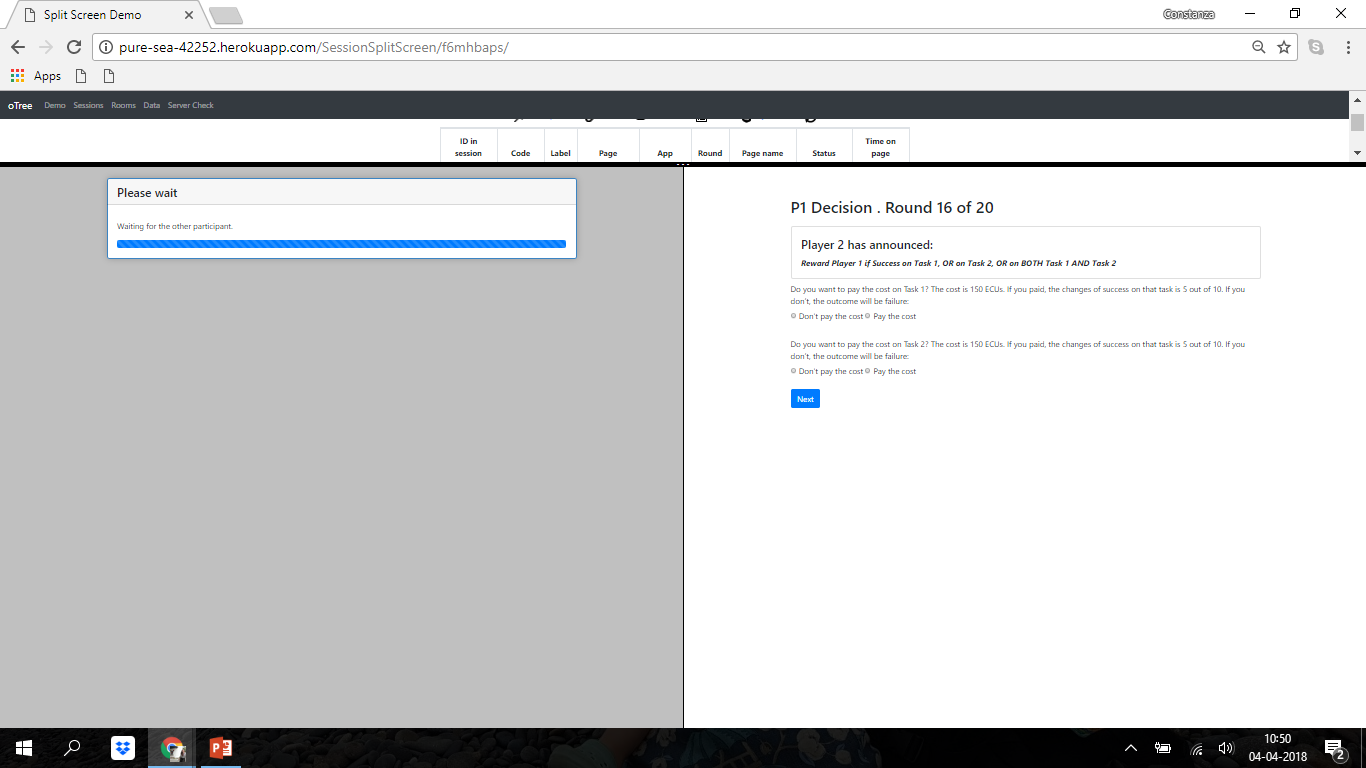 Split Screen Demo
Constanza
pure-sea-42252.herokuapp.com/SessionSplitScreen/f6mhbaps/
Apps
oTree Demo Sessions Rooms Data Server Check
ID in session Code Label Page App Round Page name Status Time on page
Please wait
Waiting for the other participant.
P1 Decision . Round 16 of 20
Player 2 has announced:
Reward Player 1 if Success on Task 1, OR on Task 2, OR on BOTH Task 1 AND Task 2
Do you want to pay the cost on Task 1? The cost is 150 ECUs. If you paid, the changes of success on that task is 5 out of 10. If you
don't, the outcome will be failure:
Don't pay the cost Pay the cost
Do you want to pay the cost on Task 2? The cost is 150 ECUs. If you paid, the changes of success on that task is 5 out of 10. If you
don't, the outcome will be failure:
Don't pay the cost Pay the cost
Next
10:50
04-04-2018
2